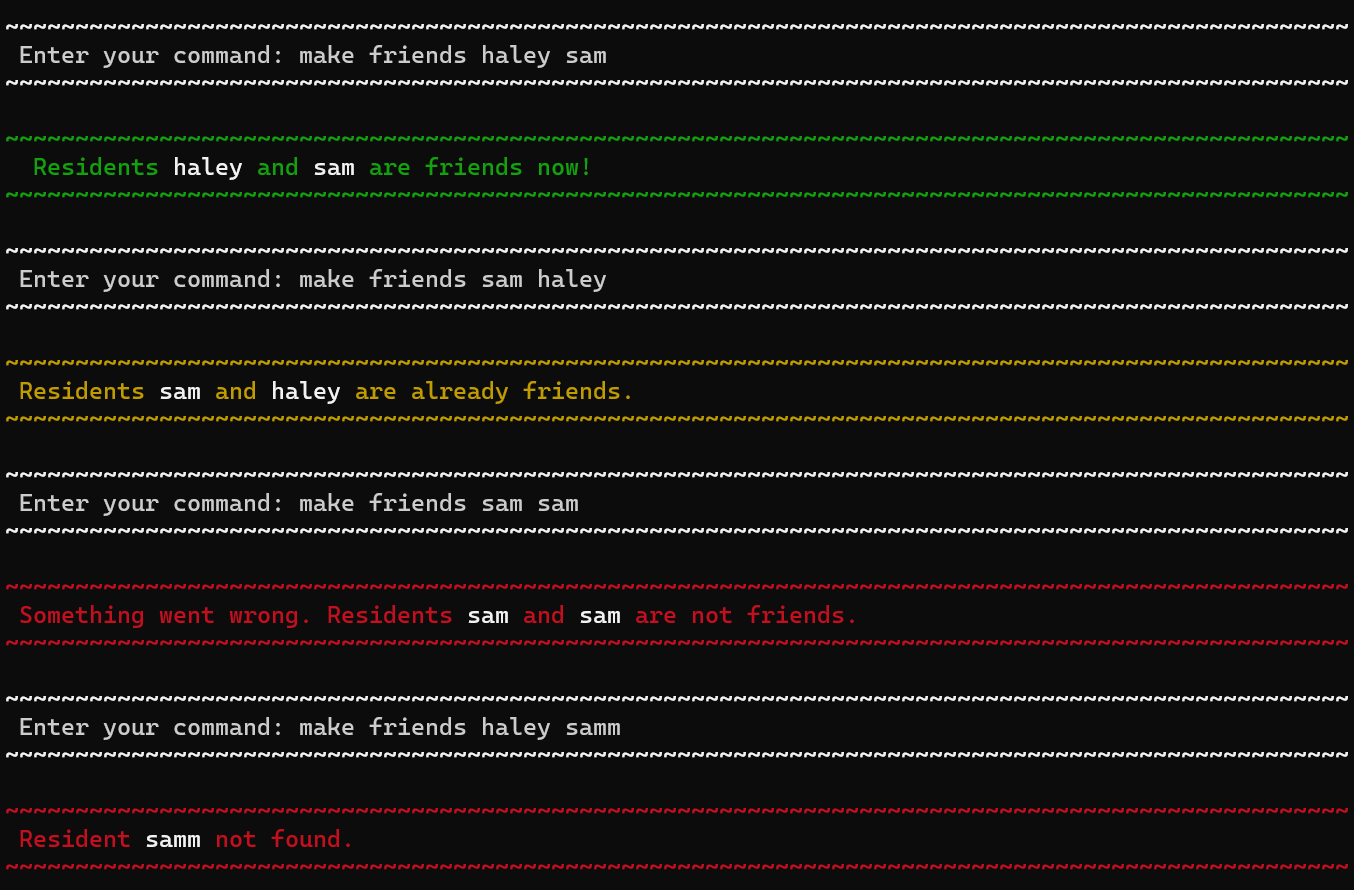 ~~~~~~~~~~~~~~~~~~~~~~~~~~~~~~~~~~~~~~~~~~~~~~~~~~~~~~~~~~~~~~~~~~~~~~~~~~~~~~~~~~~~~~~~~~~~~~~~
Enter your command: make friends haley sam
~~~~~~~~~~~~~~~~~~~~~~~~~~~~~~~~~~~~~~~~~~~~~~~~~~~~~~~~~~~~~~~~~~~~~~~~~~~~~~~~~~~~~~~~~~~~~~~~
~~~~~~~~~~~~~~~~~~~~~~~~~~~~~~~~~~~~~~~~~~~~~~~~~~~~~~~~~~~~~~~~~~~~~~~~~~~~~~~~~~~~~~~~~~~~~~~~
Residents haley and sam are friends now!
~~~~~~~~~~~~~~~~~~~~~~~~~~~~~~~~~~~~~~~~~~~~~~~~~~~~~~~~~~~~~~~~~~~~~~~~~~~~~~~~~~~~~~~~~~~~~~~~
~~~~~~~~~~~~~~~~~~~~~~~~~~~~~~~~~~~~~~~~~~~~~~~~~~~~~~~~~~~~~~~~~~~~~~~~~~~~~~~~~~~~~~~~~~~~~~~~
Enter your command: make friends sam haley
~~~~~~~~~~~~~~~~~~~~~~~~~~~~~~~~~~~~~~~~~~~~~~~~~~~~~~~~~~~~~~~~~~~~~~~~~~~~~~~~~~~~~~~~~~~~~~~~
~~~~~~~~~~~~~~~~~~~~~~~~~~~~~~~~~~~~~~~~~~~~~~~~~~~~~~~~~~~~~~~~~~~~~~~~~~~~~~~~~~~~~~~~~~~~~~~~
Residents sam and haley are already friends.
~~~~~~~~~~~~~~~~~~~~~~~~~~~~~~~~~~~~~~~~~~~~~~~~~~~~~~~~~~~~~~~~~~~~~~~~~~~~~~~~~~~~~~~~~~~~~~~~
~~~~~~~~~~~~~~~~~~~~~~~~~~~~~~~~~~~~~~~~~~~~~~~~~~~~~~~~~~~~~~~~~~~~~~~~~~~~~~~~~~~~~~~~~~~~~~~~
Enter your command: make friends sam sam
~~~~~~~~~~~~~~~~~~~~~~~~~~~~~~~~~~~~~~~~~~~~~~~~~~~~~~~~~~~~~~~~~~~~~~~~~~~~~~~~~~~~~~~~~~~~~~~~
~~~~~~~~~~~~~~~~~~~~~~~~~~~~~~~~~~~~~~~~~~~~~~~~~~~~~~~~~~~~~~~~~~~~~~~~~~~~~~~~~~~~~~~~~~~~~~~~
Something went wrong. Residents sam and sam are not friends.
~~~~~~~~~~~~~~~~~~~~~~~~~~~~~~~~~~~~~~~~~~~~~~~~~~~~~~~~~~~~~~~~~~~~~~~~~~~~~~~~~~~~~~~~~~~~~~~~
~~~~~~~~~~~~~~~~~~~~~~~~~~~~~~~~~~~~~~~~~~~~~~~~~~~~~~~~~~~~~~~~~~~~~~~~~~~~~~~~~~~~~~~~~~~~~~~~
Enter your command: make friends haley samm
~~~~~~~~~~~~~~~~~~~~~~~~~~~~~~~~~~~~~~~~~~~~~~~~~~~~~~~~~~~~~~~~~~~~~~~~~~~~~~~~~~~~~~~~~~~~~~~~
~~~~~~~~~~~~~~~~~~~~~~~~~~~~~~~~~~~~~~~~~~~~~~~~~~~~~~~~~~~~~~~~~~~~~~~~~~~~~~~~~~~~~~~~~~~~~~~~
Resident samm not found.
~~~~~~~~~~~~~~~~~~~~~~~~~~~~~~~~~~~~~~~~~~~~~~~~~~~~~~~~~~~~~~~~~~~~~~~~~~~~~~~~~~~~~~~~~~~~~~~~